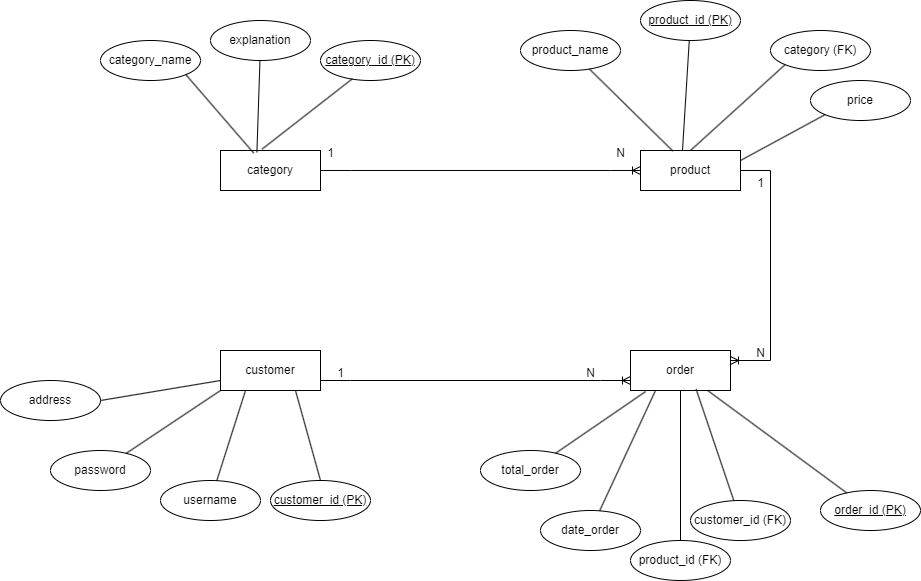 product_id (PK)
explanation
category_name
category_id (PK)
product_name
category (FK)
price
1
N
category
product
1
N
customer
order
1
N
address
password
username
customer_id (PK)
total_order
date_order
product_id (FK)
customer_id (FK)
order_id (PK)